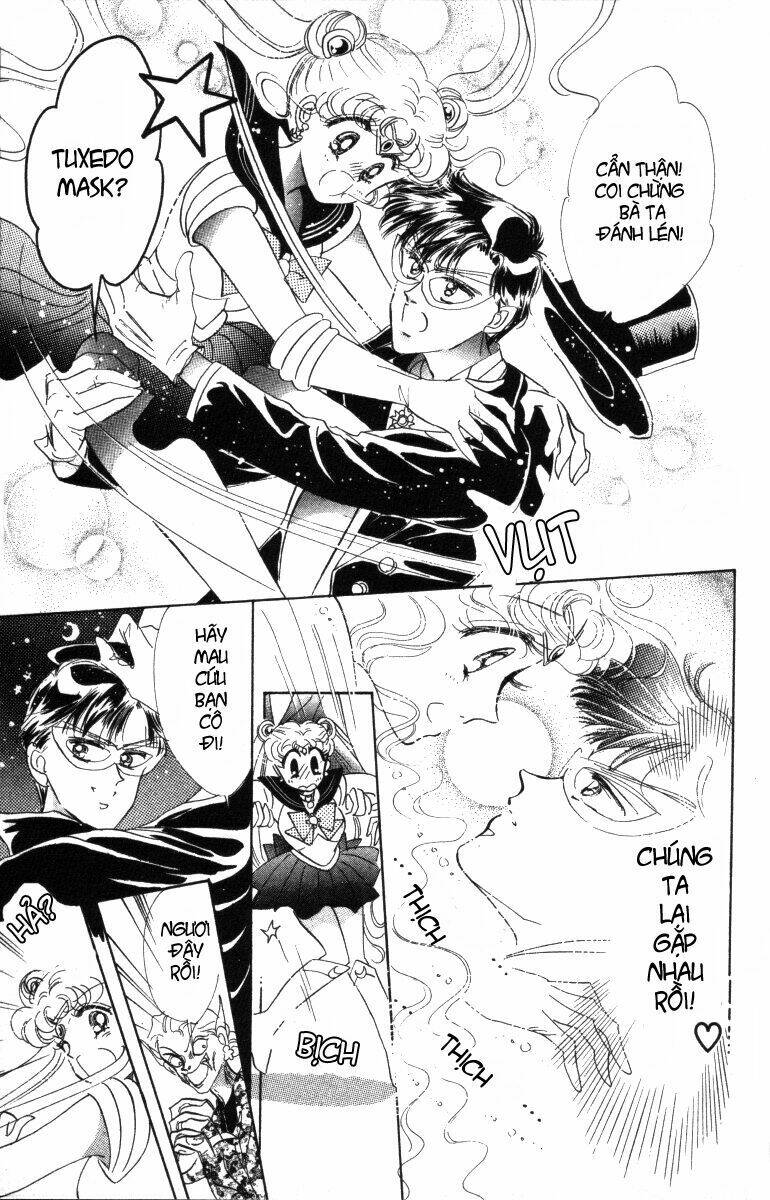 CẨN THẬN!
COI CHỪNG
BÀ TA
ĐÁNH LÉN!
TUXEDO
MASK?
VỤT
CHÚNG
TA
LẠI
GẶP
NHAU
RỒI!
THỊCH
THỊCH
BỊCH
HÃY
MAU
CỨU
BẠN
CÔ
ĐI!
NGƯƠI
ĐÂY
RỒI!
HẢ?